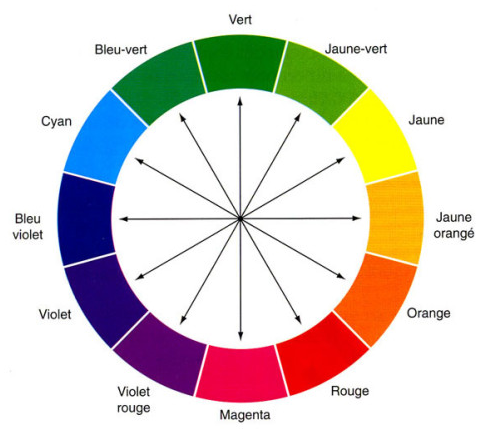 Vert
Jaune-vert
Jaune
Jaune
orangé
Orange
Rouge
Magenta
Violet
rouge
Violet
Bleu
violet
Cyan
Bleu-vert